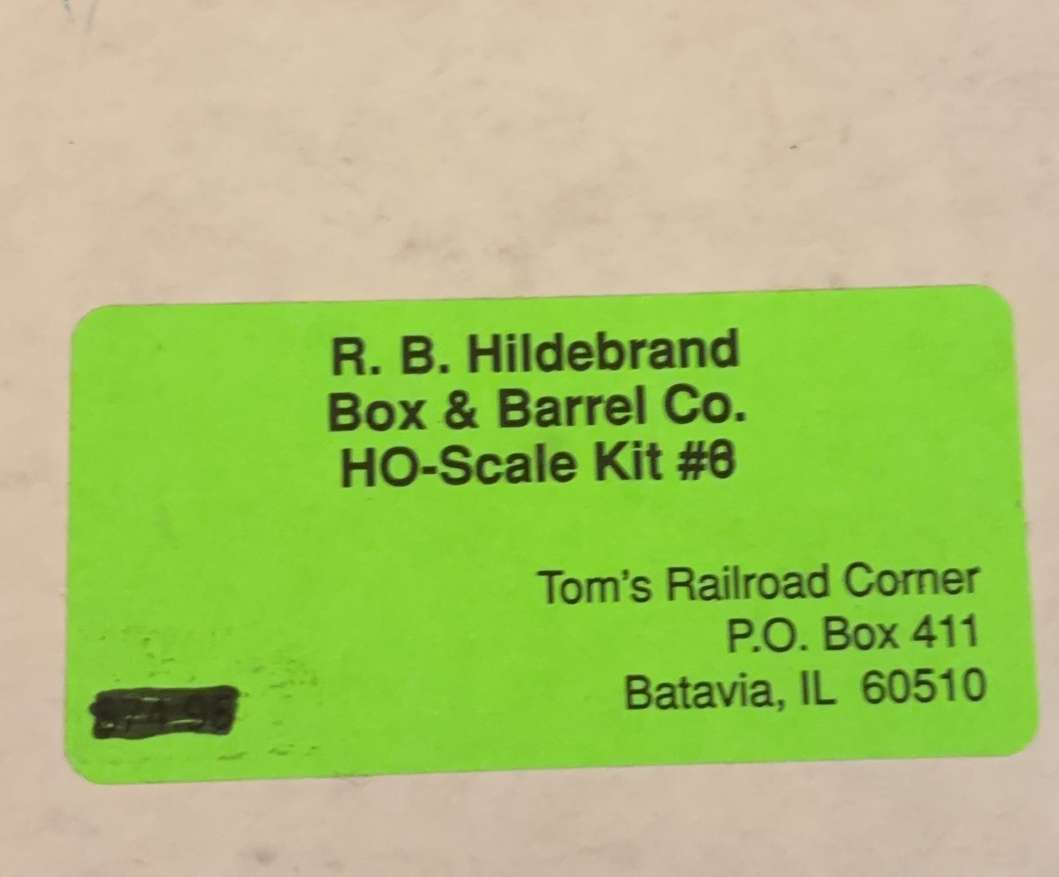 R. B. Hildebrand
Box & Barrel Co.
HO-Scale Kit #6
Tom's Railroad Corner
P.O. Box 411
Batavia, IL 60510